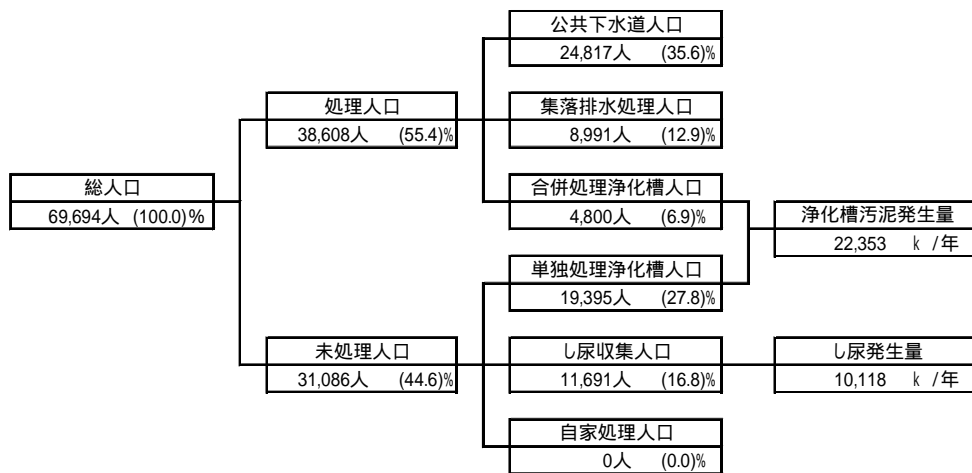 公共下水道人口
24,817人 (35.6)%
処理人口
38,608人 (55.4)%
集落排水処理人口
8,991人 (12.9)%
総人口
69,694人 (100.0)%
合併処理浄化槽人口
4,800人 (6.9)%
浄化槽汚泥発生量
22,353 k /年
単独処理浄化槽人口
19,395人 (27.8)%
未処理人口
31,086人 (44.6)%
し尿収集人口
11,691人 (16.8)%
し尿発生量
10,118 k /年
自家処理人口
0人 (0.0)%